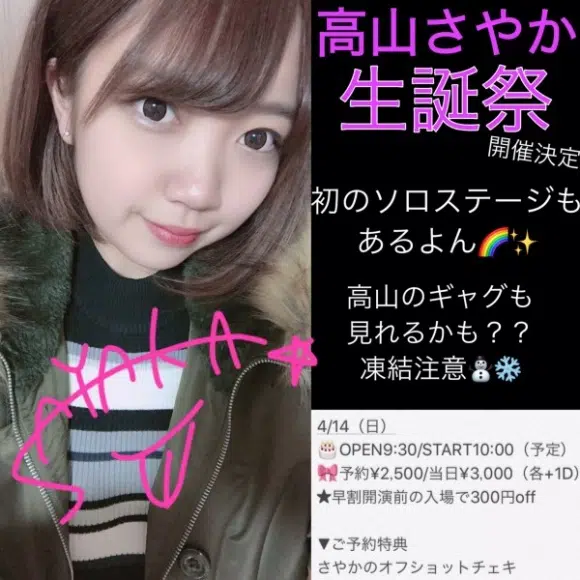 高山さやか
生誕祭
開催決定
初のソロステージも
あるよん🌈✨
高山のギャグも
見れるかも？？
凍結注意⛄❄️
SAYAKA☆
4/14（日）
🎂OPEN9:30/START10:00（予定）
🎀予約¥2,500/当日¥3,000（各+1D）
★早割開演前の入場で300円off
▼ご予約特典
さやかのオフショットチェキ